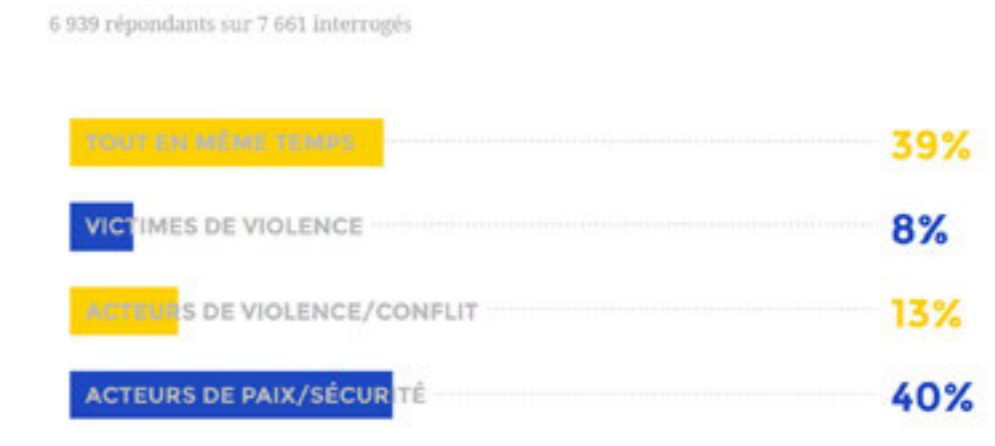 6 939 répondants sur 7 661 interrogés
TOUT EN MÊME TEMPS 39%
VICTIMES DE VIOLENCE 8%
ACTEURS DE VIOLENCE/CONFLIT 13%
ACTEURS DE PAIX/SÉCURITÉ 40%